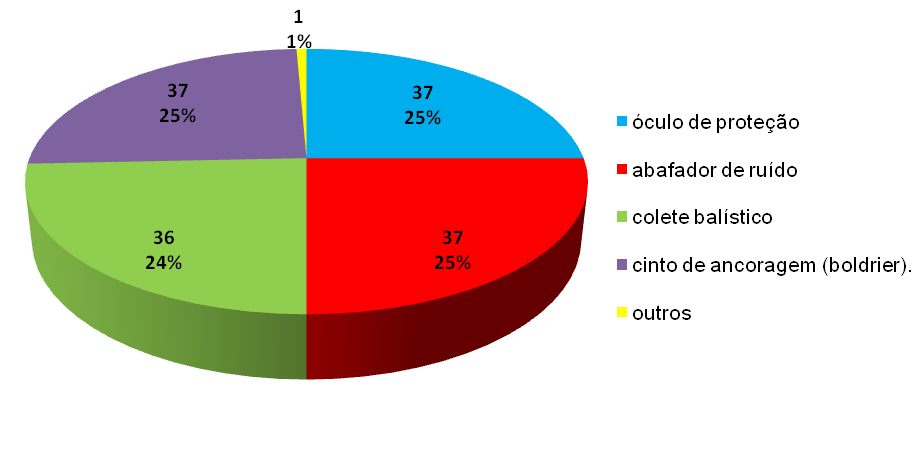 1
1%
37
25%
37
25%
36
24%
37
25%
óculo de proteção
abafador de ruído
colete balístico
cinto de ancoragem (boldrier).
outros